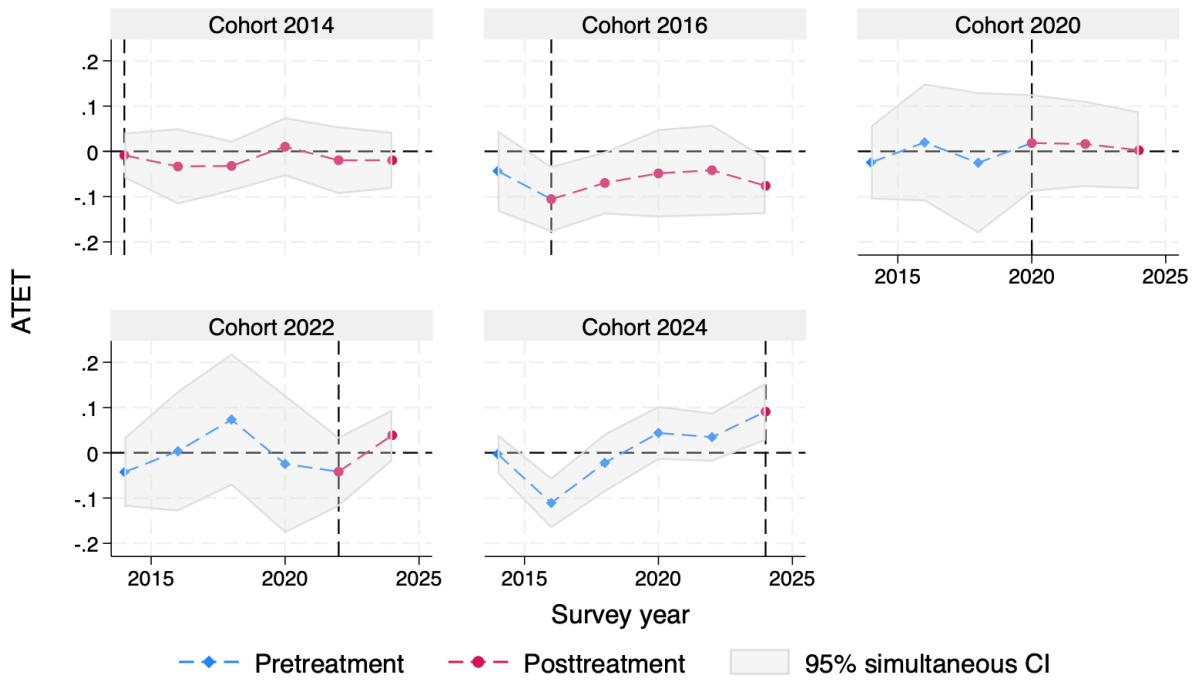 Cohort 2014
Cohort 2016
Cohort 2020
.2
.1
0
-.1
-.2
2015
2020
2025
ATET
Cohort 2022
Cohort 2024
.2
.1
0
-.1
-.2
2015
2020
2025
2015
2020
2025
Survey year
Pretreatment
Posttreatment
95% simultaneous CI